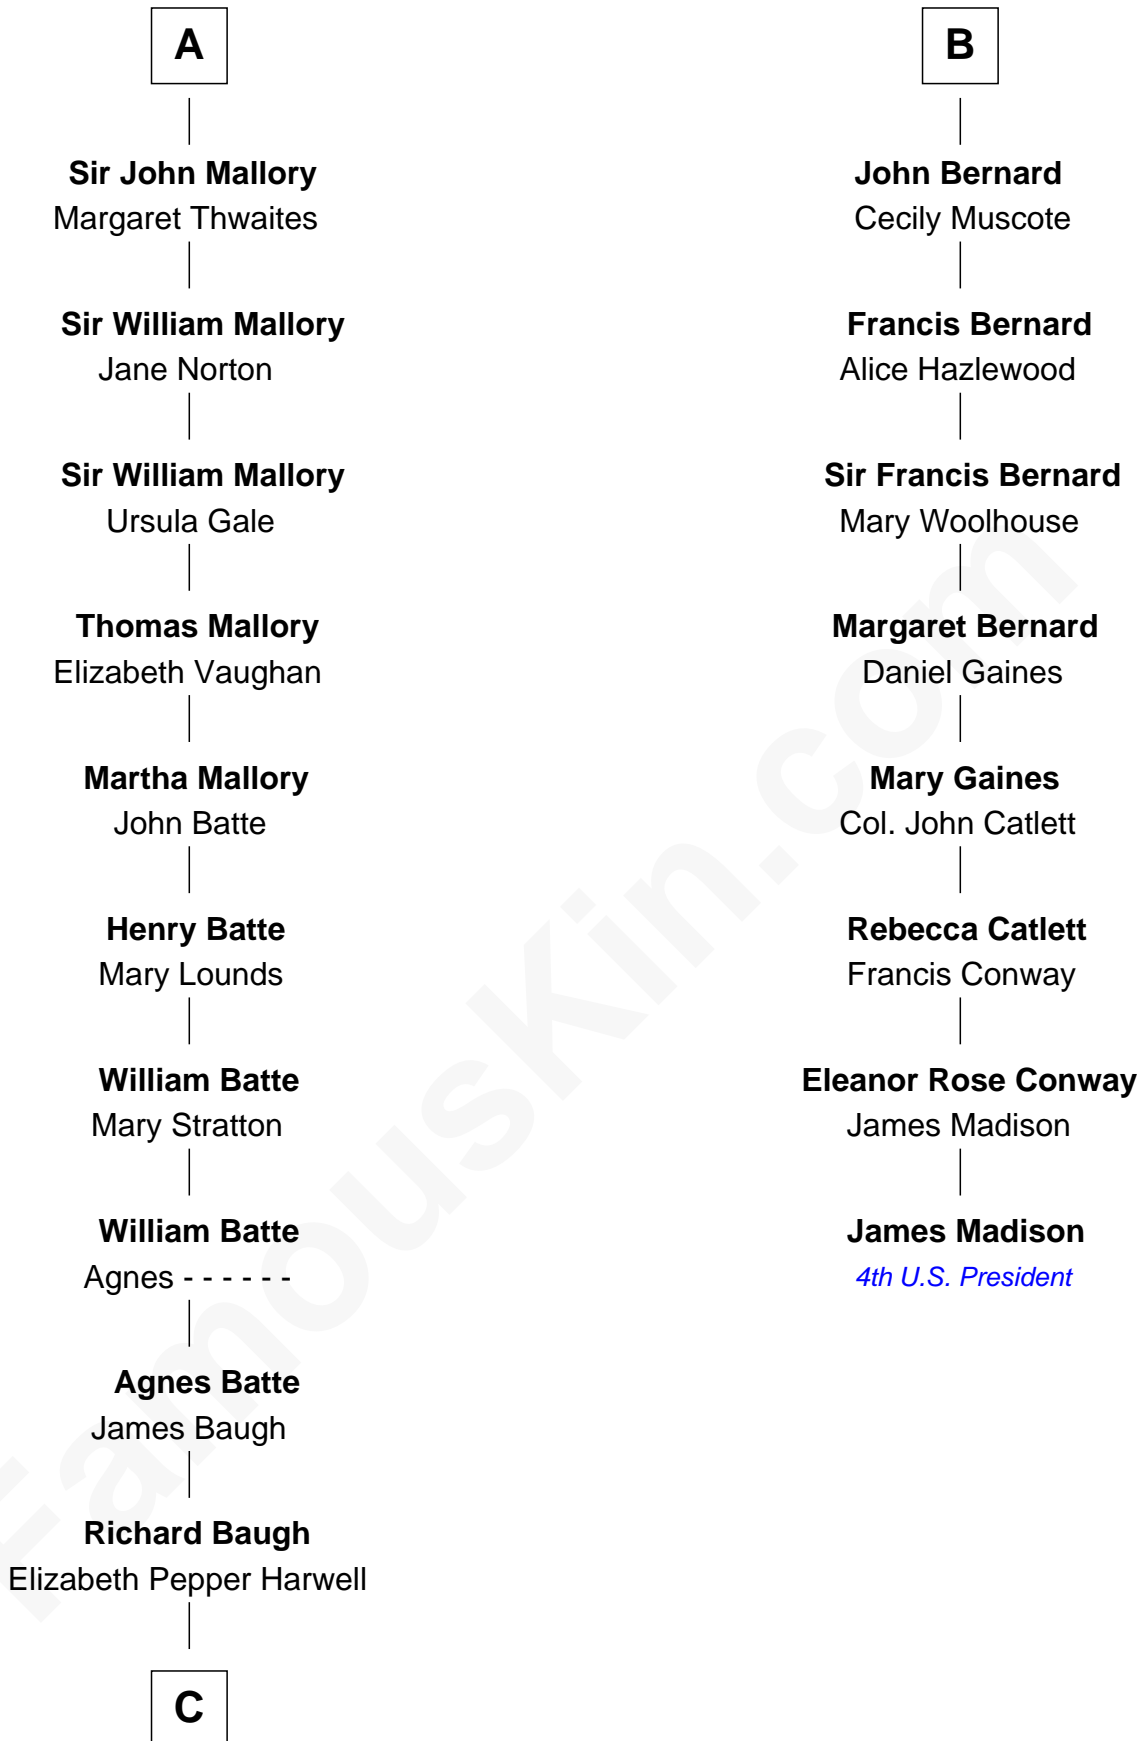 A
Sir John Mallory
Margaret Thwaites
Sir William Mallory
Jane Norton
Sir William Mallory
Ursula Gale
Thomas Mallory
Elizabeth Vaughan
Martha Mallory
John Batte
Henry Batte
Mary Lounds
William Batte
Mary Stratton
William Batte
Agnes - - - - - -
Agnes Batte
James Baugh
Richard Baugh
Elizabeth Pepper Harwell
C
B
John Bernard
Cecily Muscote
Francis Bernard
Alice Hazlewood
Sir Francis Bernard
Mary Woolhouse
Margaret Bernard
Daniel Gaines
Mary Gaines
Col. John Catlett
Rebecca Catlett
Francis Conway
Eleanor Rose Conway
James Madison
James Madison
4th U.S. President
FamousKin.com